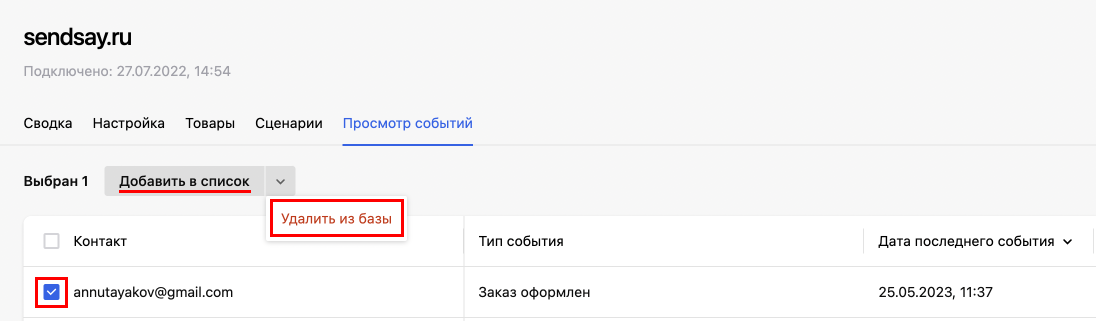 sendsay.ru
Подключено: 27.07.2022, 14:54
Сводка Настройка Товары Сценарии Просмотр событий
Выбран 1 Добавить в список
Удалить из базы
Контакт Тип события Дата последнего события
annutayakov@gmail.com Заказ оформлен 25.05.2023, 11:37